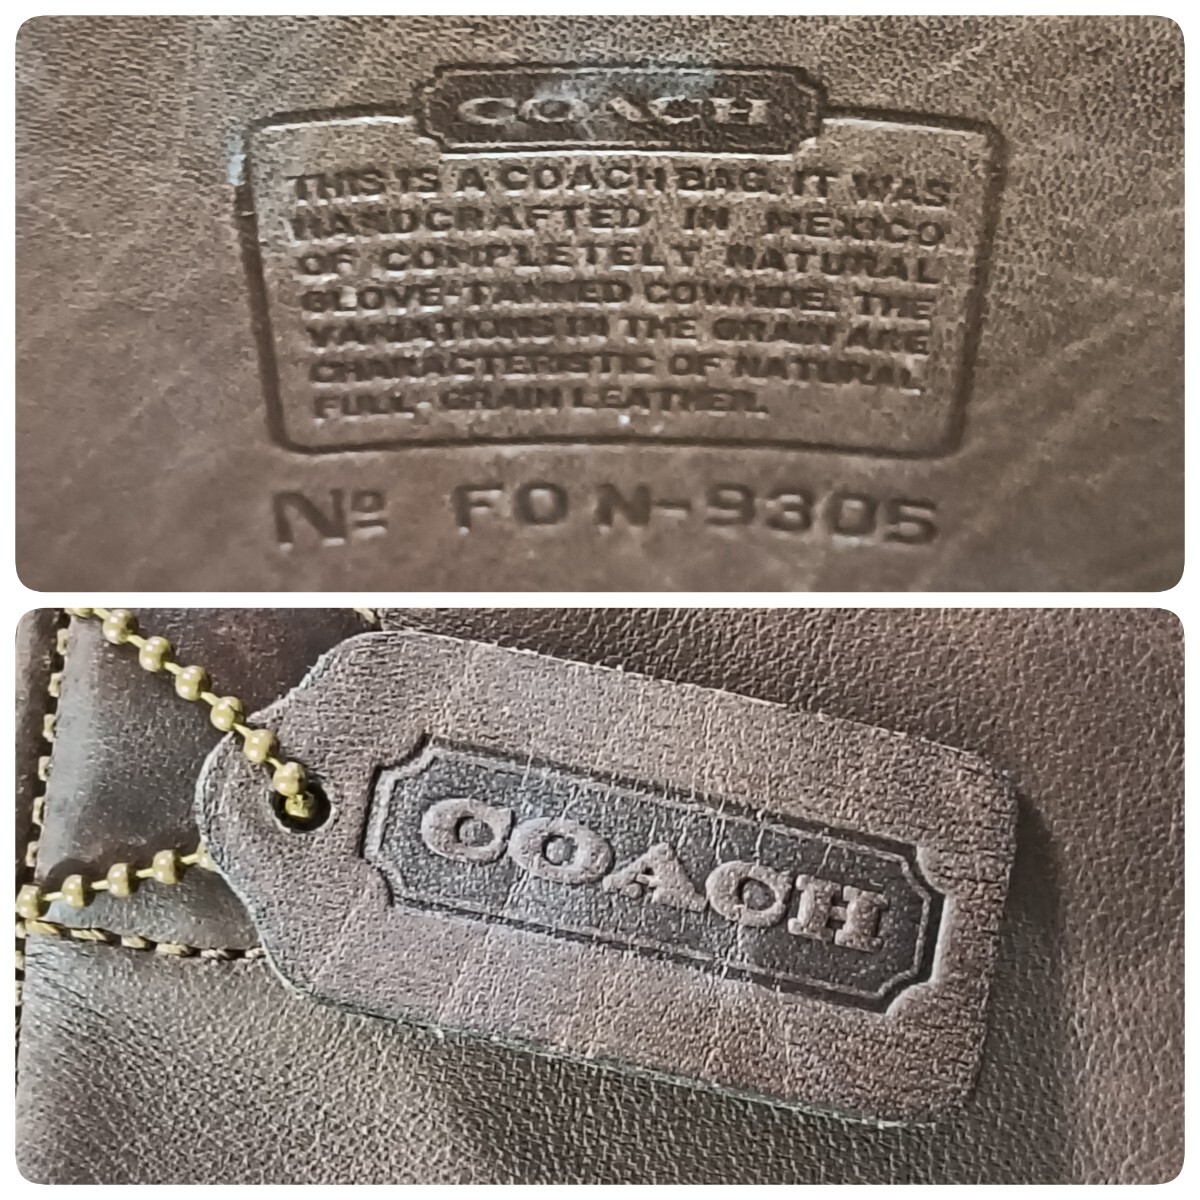 COACH
THIS IS A COACH BAG. IT WAS
HANDCRAFTED IN MEXICO
OF COMPLETELY NATURAL
GLOVE-TANNED COWHIDE. THE
VARIATIONS IN THE GRAIN ARE
CHARACTERISTIC OF NATURAL
FULL GRAIN LEATHER.
Nº FON-9305
COACH